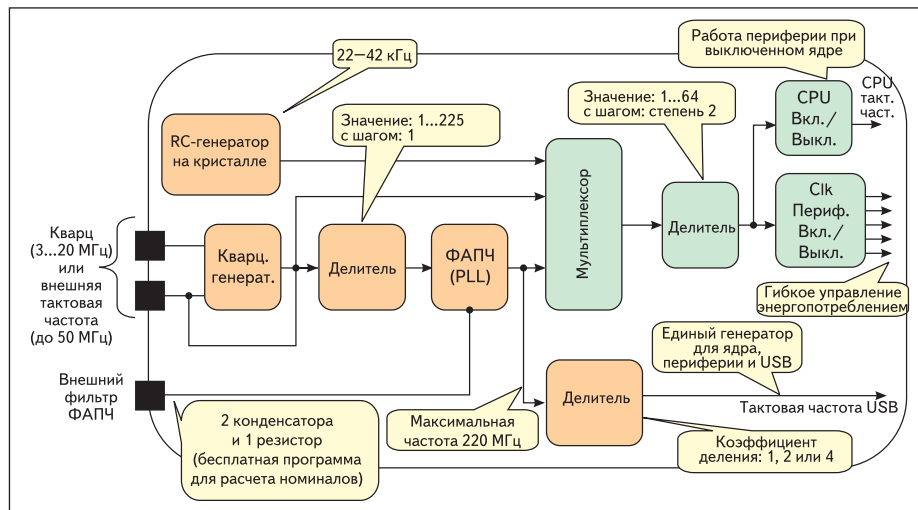 Работа периферии при
выключенном ядре
22—42 кГц
CPU
такт.
част.
CPU
Вкл./
Выкл.
Значение: 1...64
с шагом: степень 2
Значение: 1...225
с шагом: 1
RC-генератор
на кристалле
Мультиплексор
Делитель
Clk
Периф.
Вкл./
Выкл.
Кварц
(3...20 МГц)
или
внешняя
тактовая
частота
(до 50 МГц)
Кварц.
генерат.
Делитель
ФАПЧ
(PLL)
Гибкое управление
энергопотреблением
Единый генератор
для ядра,
периферии и USB
Внешний
фильтр
ФАПЧ
Делитель
Тактовая частота USB
2 конденсатора
и 1 резистор
(бесплатная программа
для расчета номиналов)
Максимальная
частота 220 МГц
Коэффициент
деления: 1, 2 или 4